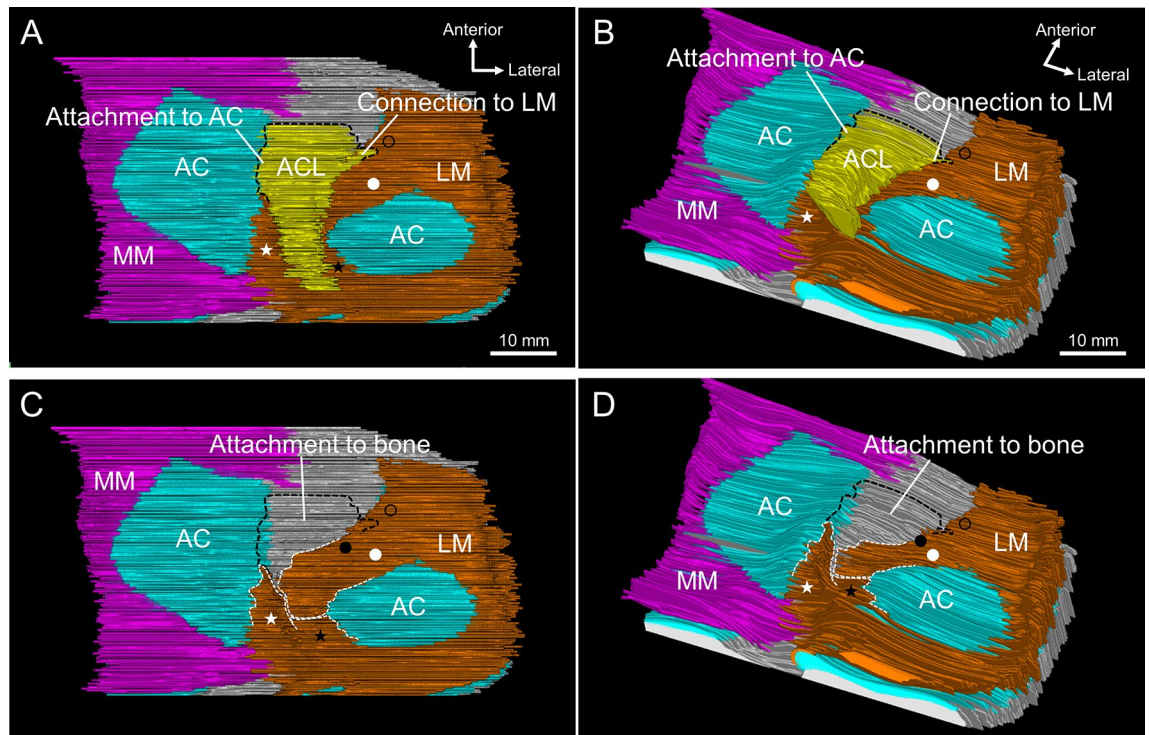 A
Anterior
Lateral
Attachment to AC
Connection to LM
AC
ACL
LM
AC
MM
10 mm
B
Anterior
Lateral
Attachment to AC
Connection to LM
AC
ACL
LM
MM
AC
10 mm
C
Attachment to bone
MM
AC
LM
AC
D
Attachment to bone
AC
LM
MM
AC